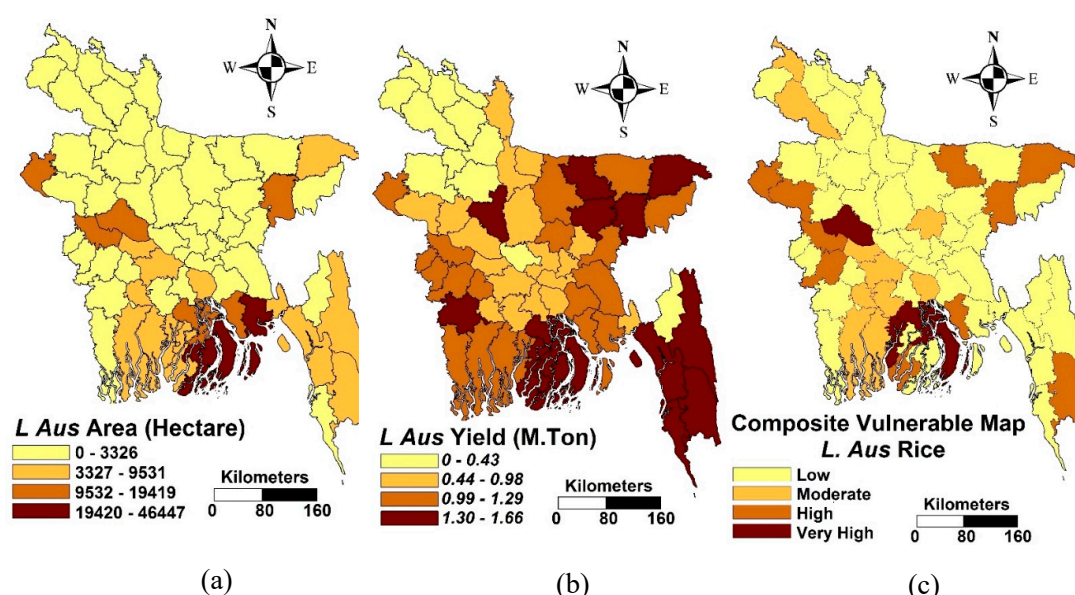 N
W E
S
L Aus Area (Hectare)
0 - 3326
3327 - 9531
9532 - 19419
19420 - 46447
Kilometers
0 80 160
(a)
N
W E
S
L Aus Yield (M.Ton)
0 - 0.43
0.44 - 0.98
0.99 - 1.29
1.30 - 1.66
Kilometers
0 80 160
(b)
N
W E
S
Composite Vulnerable Map
L. Aus Rice
Low
Moderate
High
Very High
Kilometers
0 80 160
(c)